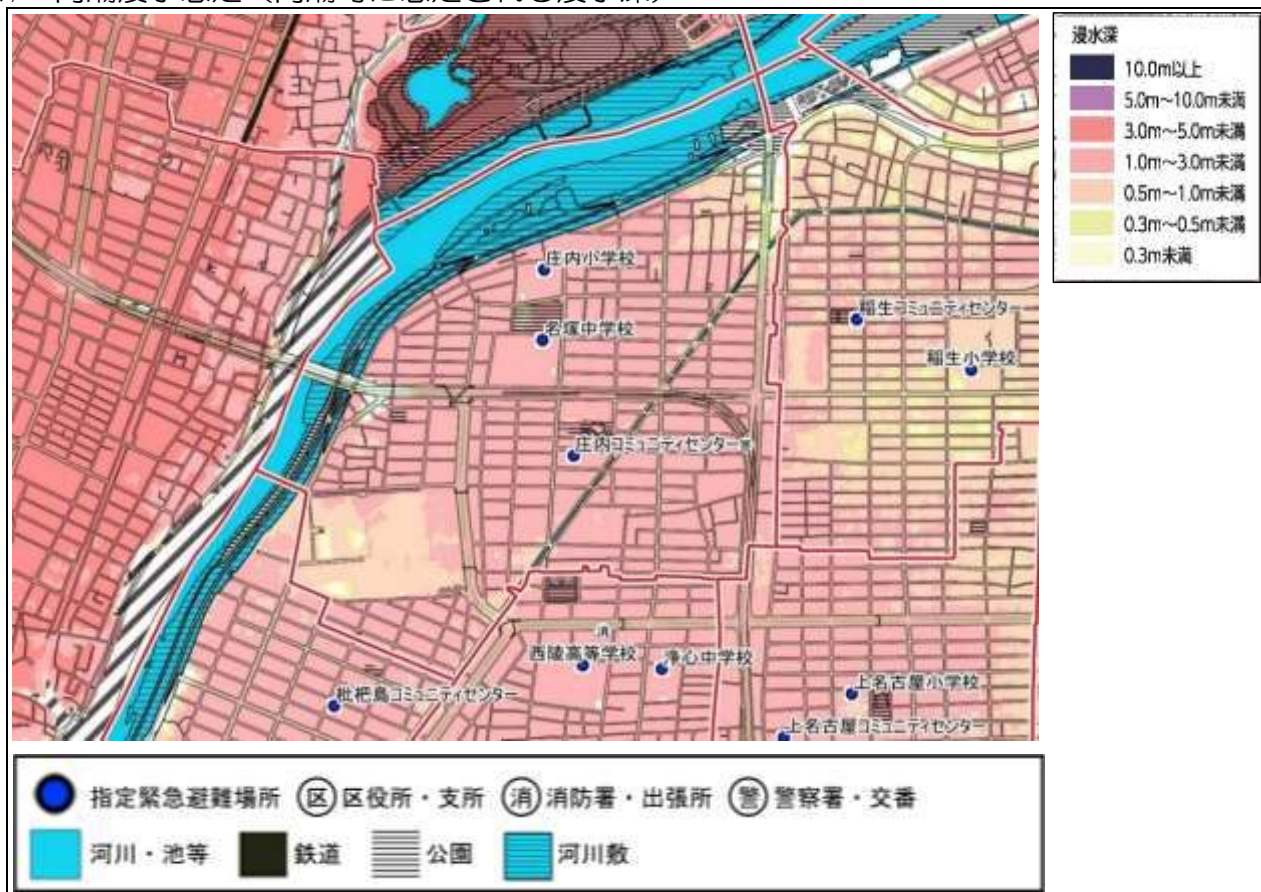 浸水深
10.0m以上
5.0m～10.0m未満
3.0m～5.0m未満
1.0m～3.0m未満
0.5m～1.0m未満
0.3m～0.5m未満
0.3m未満
庄内小学校
名塚中学校
稲生コミュニティセンター
稲生小学校
庄内コミュニティセンター
消
西陵高等学校
浄心中学校
枇杷島コミュニティセンター
上名古屋小学校
上名古屋コミュニティセンター
指定緊急避難場所 区 区役所・支所 消 消防署・出張所 警 警察署・交番
河川・池等 鉄道 公園 河川敷